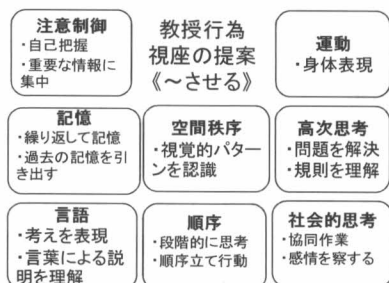 注意制御
・自己把握
・重要な情報に
集中
教授行為
視座の提案
《～させる》
運動
・身体表現
記憶
・繰り返して記憶
・過去の記憶を引
き出す
空間秩序
・視覚的パター
ンを認識
高次思考
・問題を解決
・規則を理解
言語
・考えを表現
・言葉による説
明を理解
順序
・段階的に思考
・順序立て行動
社会的思考
・協同作業
・感情を察する